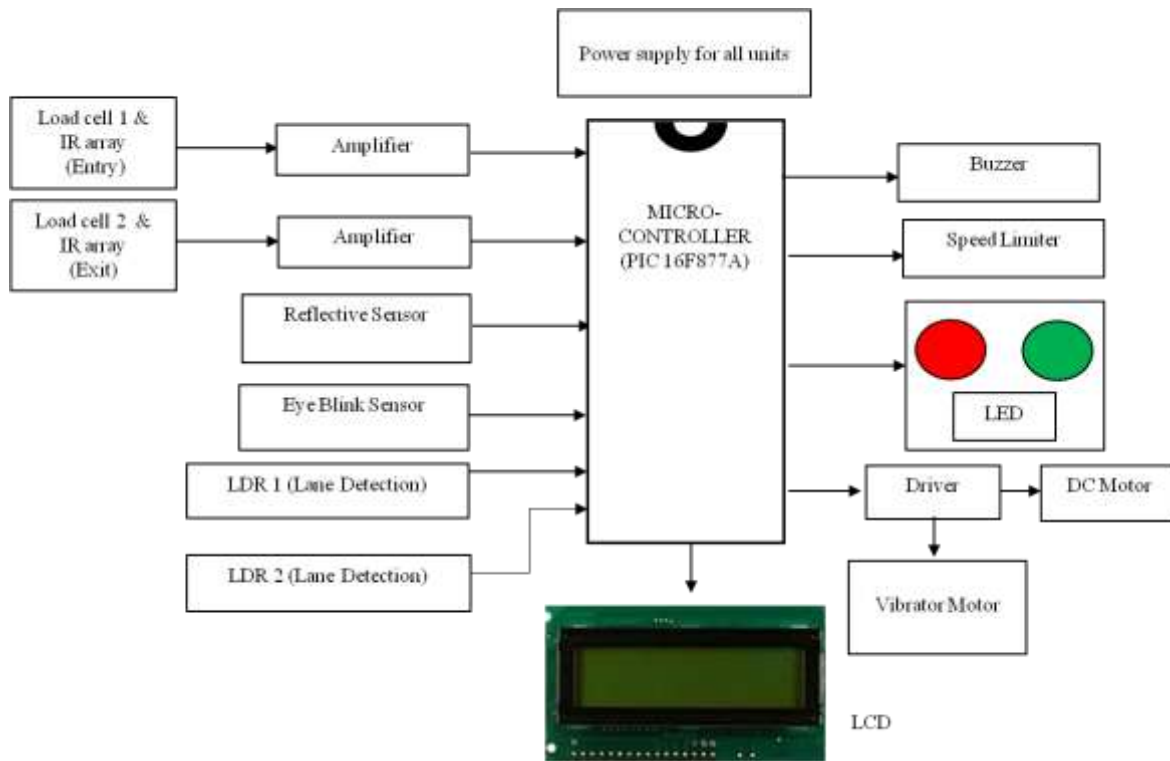 Power supply for all units
Load cell 1 &
IR array
(Entry)
Amplifier
Load cell 2 &
IR array
(Exit)
Amplifier
Reflective Sensor
Eye Blink Sensor
LDR 1 (Lane Detection)
LDR 2 (Lane Detection)
MICRO-
CONTROLLER
(PIC 16F877A)
Buzzer
Speed Limiter
LED
Driver
DC Motor
Vibrator Motor
LCD